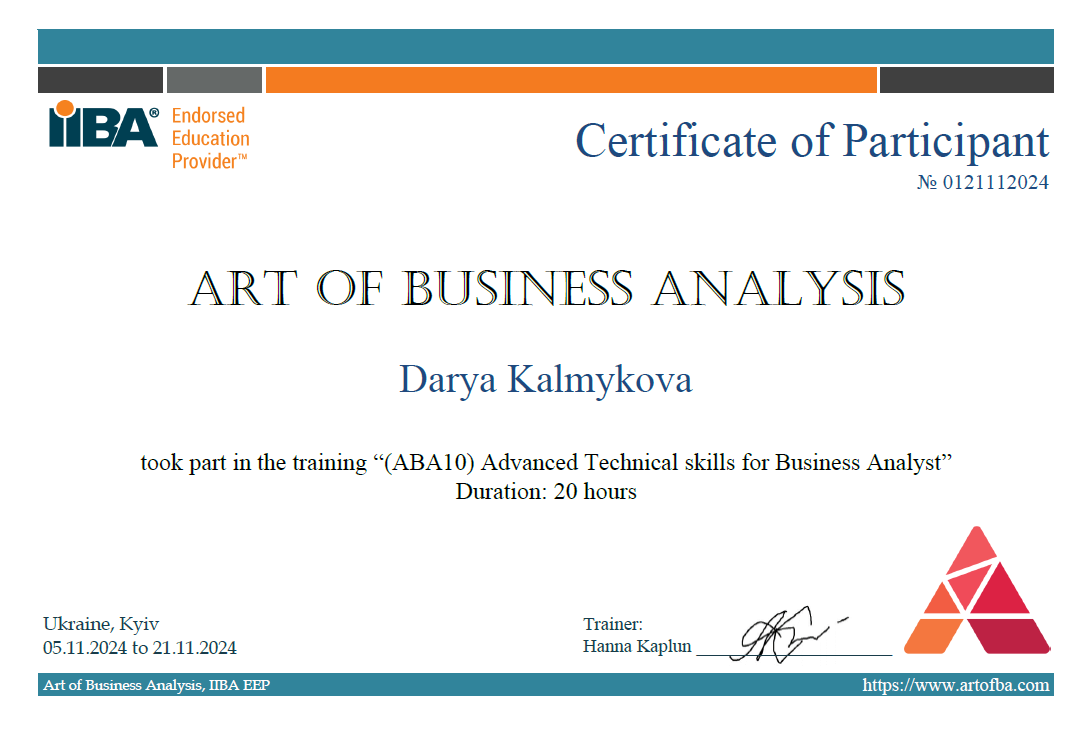 IIBA® Endorsed
Education
Provider™
Certificate of Participant
№ 0121112024
ART OF BUSINESS ANALYSIS
Darya Kalmykova
took part in the training “(ABA10) Advanced Technical skills for Business Analyst”
Duration: 20 hours
Ukraine, Kyiv
05.11.2024 to 21.11.2024
Trainer:
Hanna Kaplun
Art of Business Analysis, IIBA EEP
https://www.artofba.com